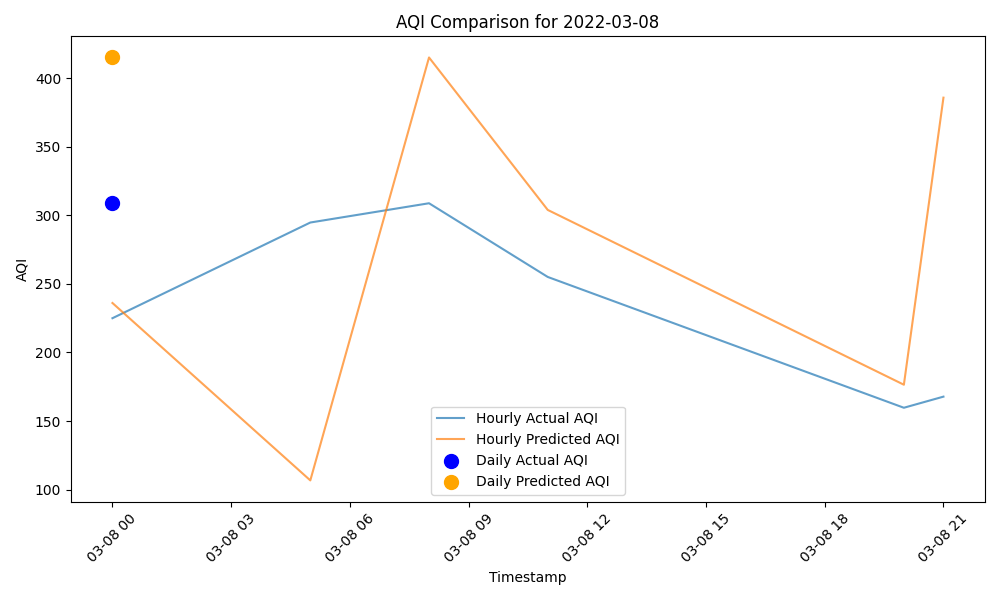 AQI Comparison for 2022-03-08
AQI
400
350
300
250
200
150
100
Hourly Actual AQI
Hourly Predicted AQI
Daily Actual AQI
Daily Predicted AQI
03-08 00
03-08 03
03-08 06
03-08 09
03-08 12
03-08 15
03-08 18
03-08 21
Timestamp